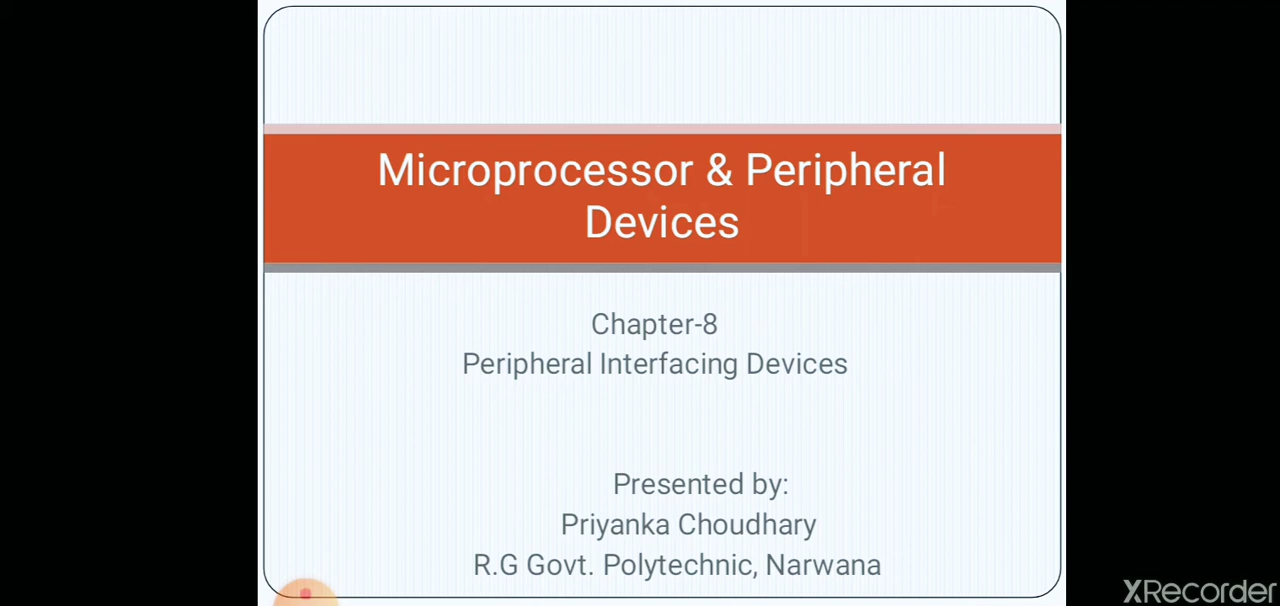 Microprocessor & Peripheral
Devices
Chapter-8
Peripheral Interfacing Devices
Presented by:
Priyanka Choudhary
R.G Govt. Polytechnic, Narwana
XRecorder